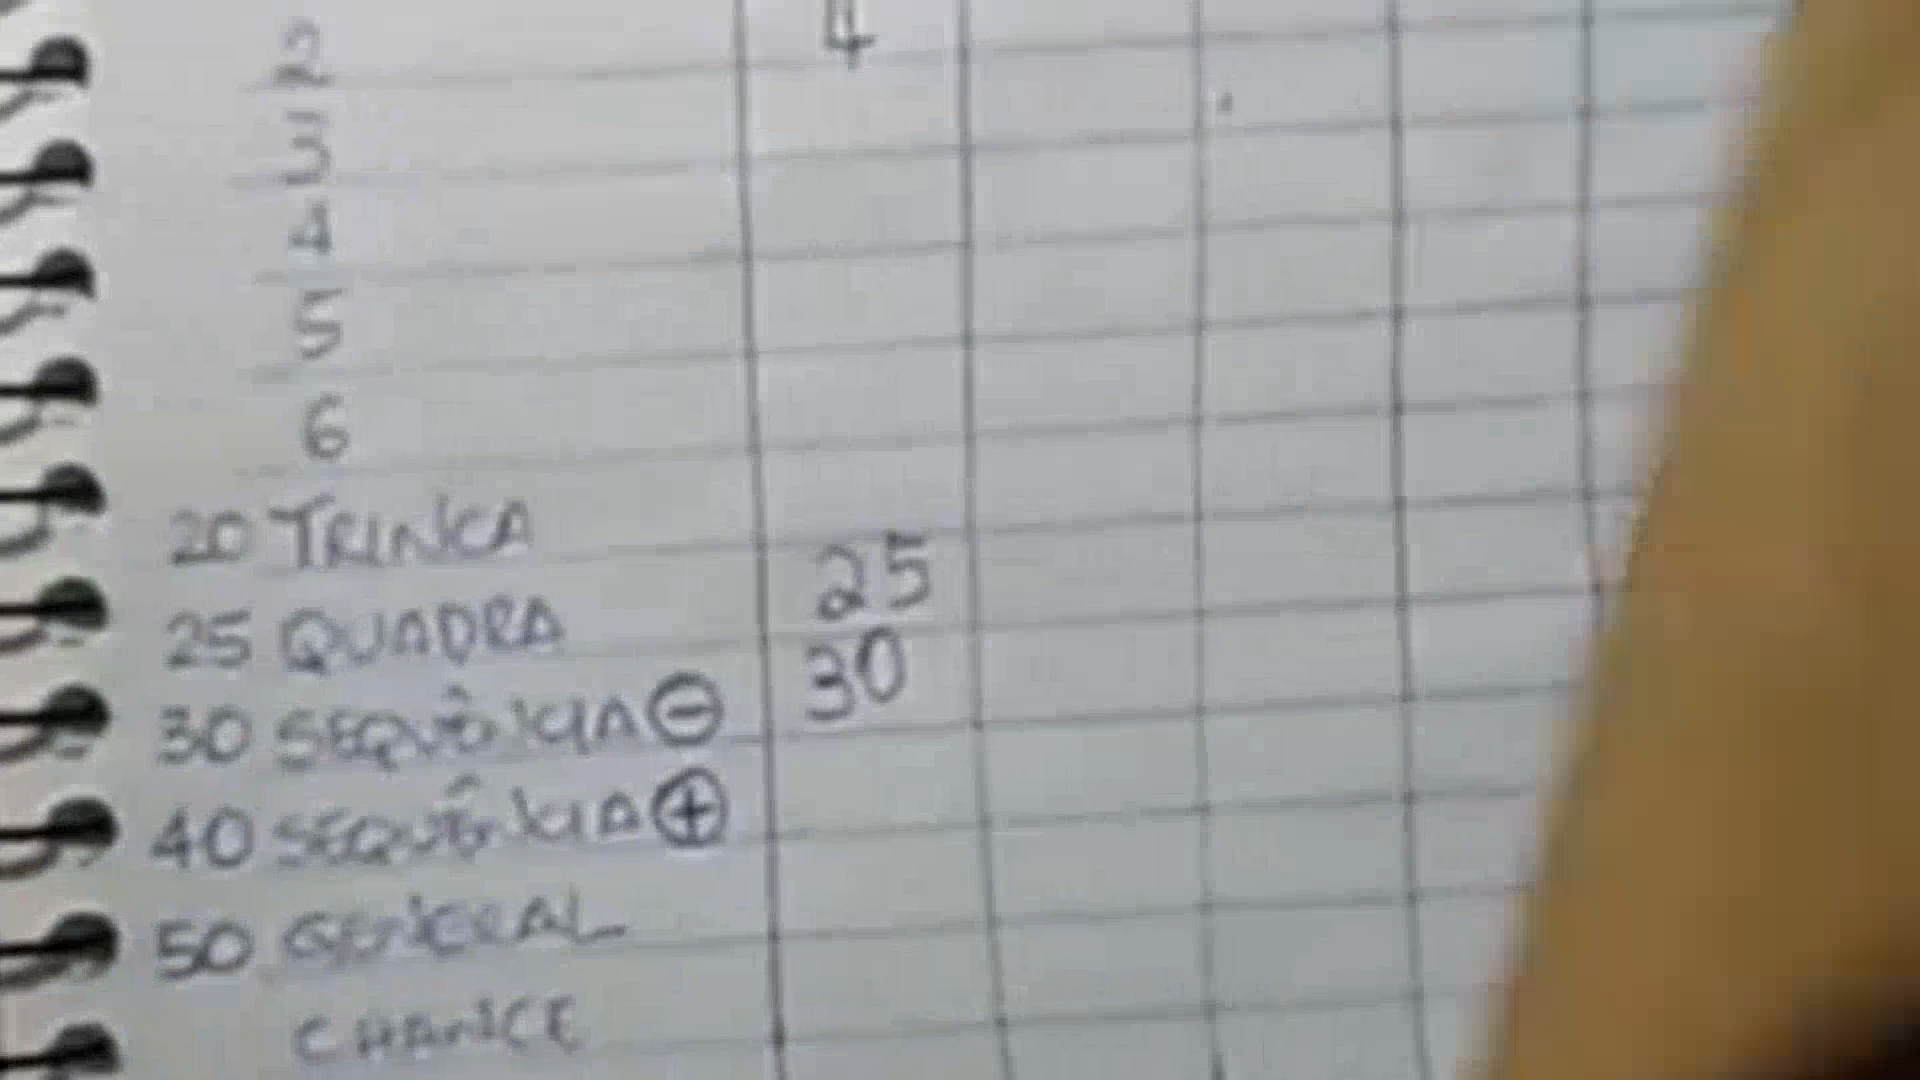 2 4
3
4
5
6
20 TRINCA
25 QUADRA 25
30 SEQUÊNCIA - 30
40 SEQUÊNCIA +
50 GENERAL
CHANCE